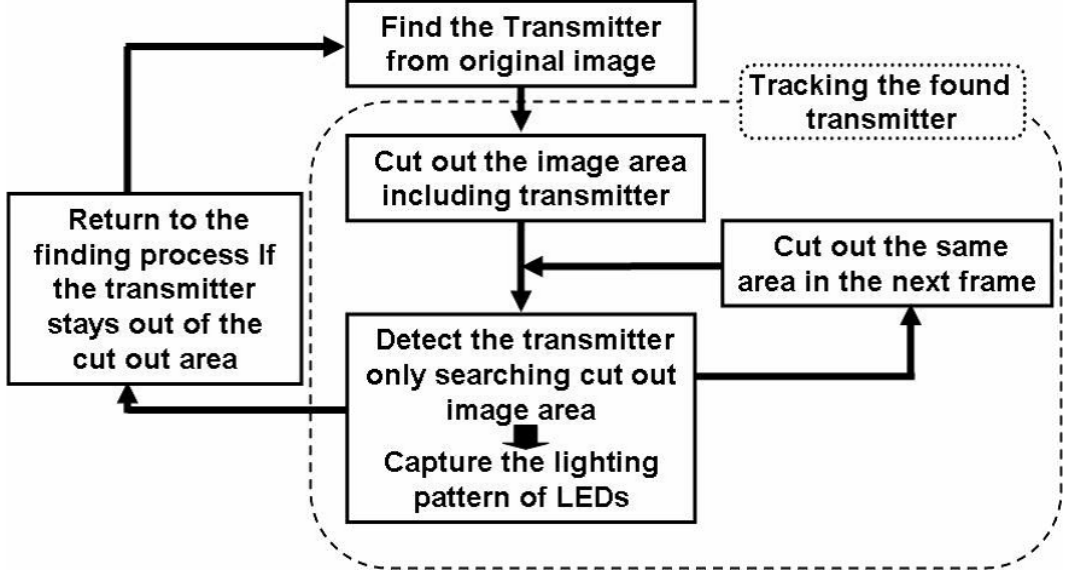 Find the Transmitter
from original image
Tracking the found
transmitter
Cut out the image area
including transmitter
Return to the
finding process If
the transmitter
stays out of the
cut out area
Cut out the same
area in the next frame
Detect the transmitter
only searching cut out
image area
Capture the lighting
pattern of LEDs